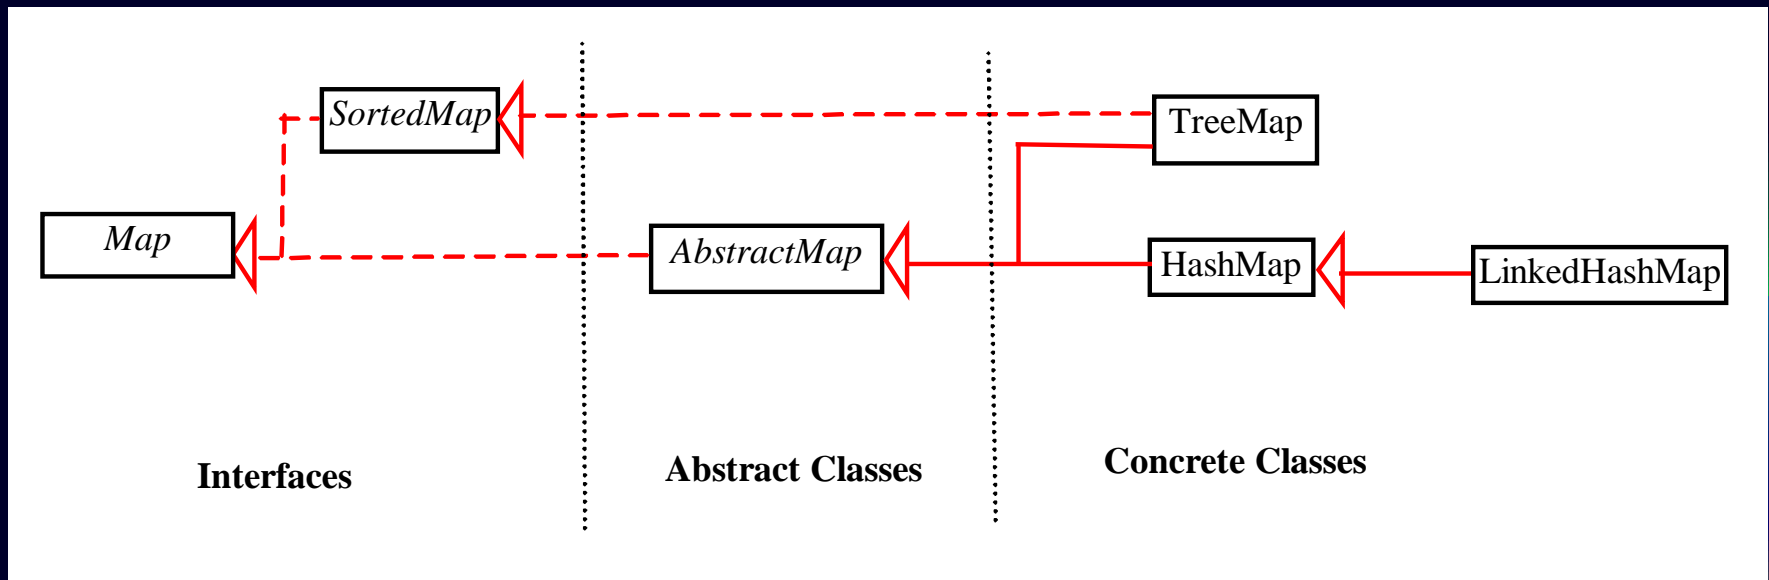 SortedMap
TreeMap
Map
AbstractMap
HashMap
LinkedHashMap
Interfaces
Abstract Classes
Concrete Classes